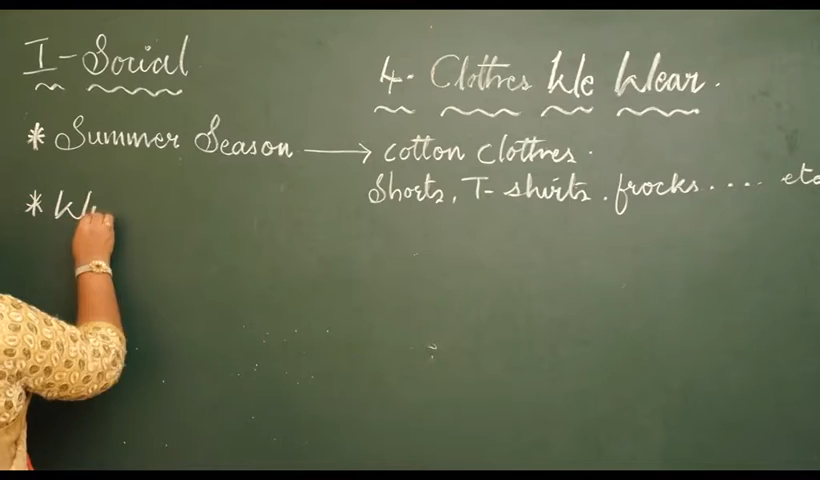 I-Social
4. Clothes We Wear.
* Summer Season → cotton clothes.
Shorts, T-shirts. frocks.... etc
* W